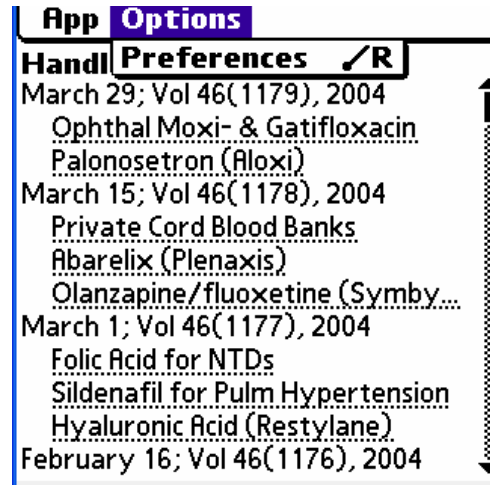 App Options
Preferences /R
Handl
March 29; Vol 46(1179), 2004
Ophthal Moxi- & Gatifloxacin
Palonosetron (Aloxi)
March 15; Vol 46(1178), 2004
Private Cord Blood Banks
Abarelix (Plenaxis)
Olanzapine/fluoxetine (Symby...
March 1; Vol 46(1177), 2004
Folic Acid for NTDs
Sildenafil for Pulm Hypertension
Hyaluronic Acid (Restylane)
February 16; Vol 46(1176), 2004